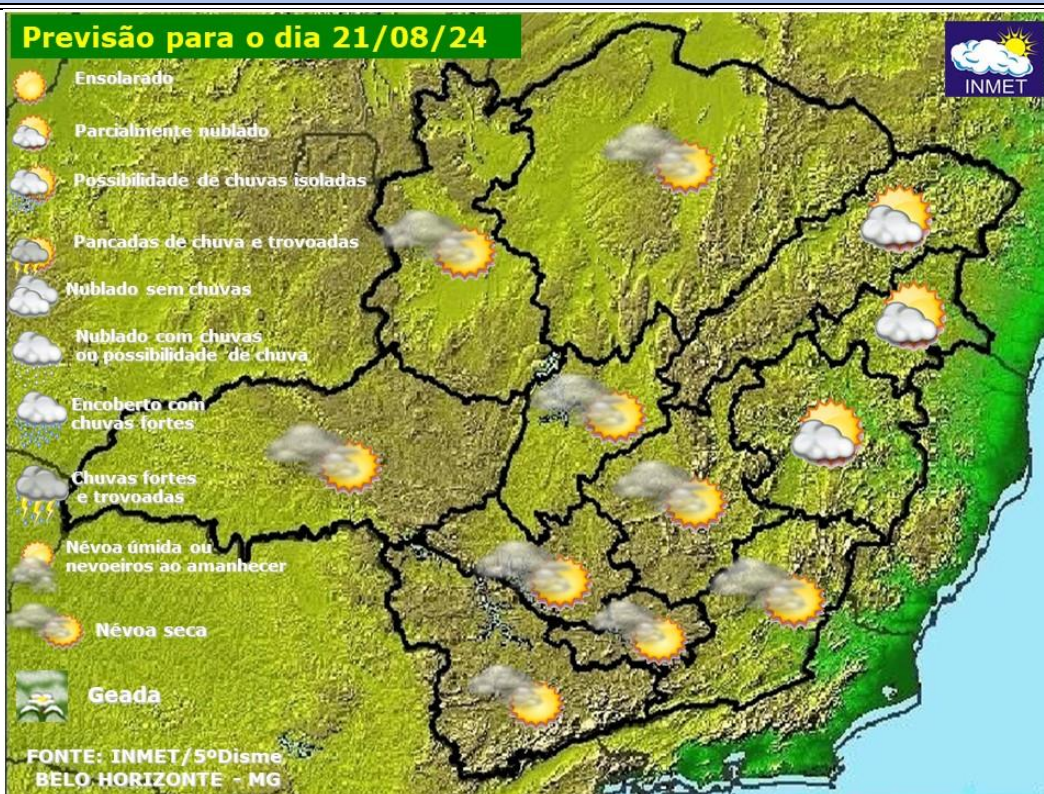 Previsão para o dia 21/08/24
INMET
Ensolarado
Parcialmente nublado
Possibilidade de chuvas isoladas
Pancadas de chuva e trovoadas
Nublado sem chuvas
Nublado com chuvas
ou possibilidade de chuva
Encoberto com
chuvas fortes
Chuvas fortes
e trovoadas
Névoa úmida ou
nevoeiros ao amanhecer
Névoa seca
Geada
FONTE: INMET/5ºDisme
BELO HORIZONTE - MG